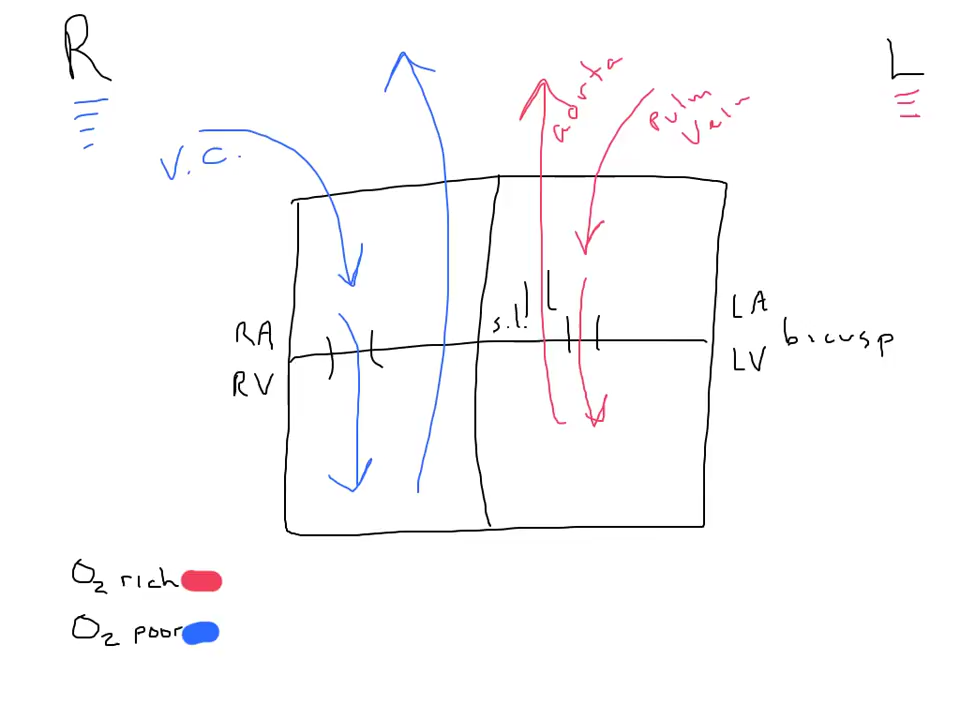 R
L
aorta
pulm
vein
V.C.
s.l.
RA
RV
LA
LV
bicusp
O₂ rich
O₂ poor